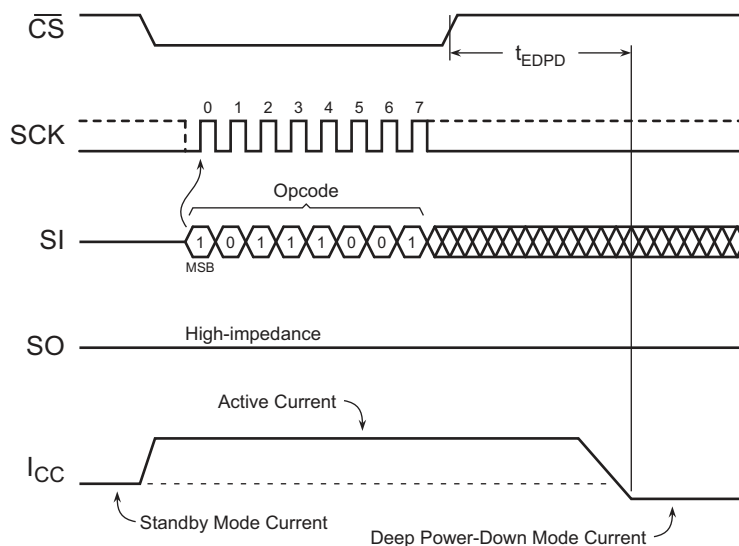 CS
tEDPD
0 1 2 3 4 5 6 7
SCK
Opcode
SI
1 0 1 1 1 0 0 1
MSB
High-impedance
SO
Active Current
ICC
Standby Mode Current
Deep Power-Down Mode Current